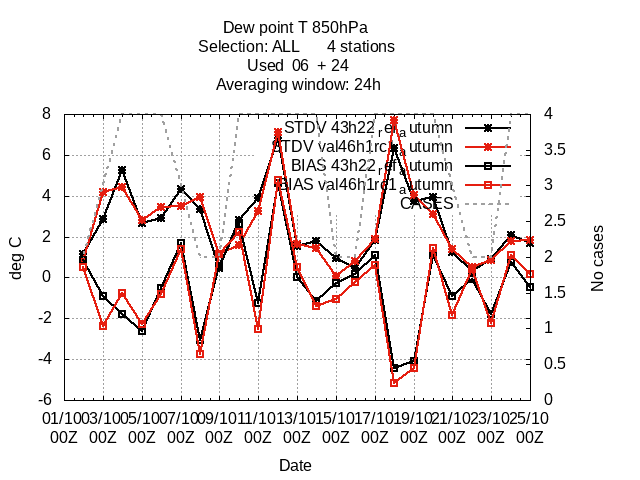 Dew point T 850hPa
Selection: ALL 4 stations
Used 06 + 24
Averaging window: 24h
STDV 43h22_ref_autumn
STDV val46h1rc1_autumn
BIAS 43h22_ref_autumn
BIAS val46h1rc1_autumn
CASES
8
6
4
2
0
-2
-4
-6
deg C
4
3.5
3
2.5
2
1.5
1
0.5
0
No cases
01/10 03/10 05/10 07/10 09/10 11/10 13/10 15/10 17/10 19/10 21/10 23/10 25/10
00Z 00Z 00Z 00Z 00Z 00Z 00Z 00Z 00Z 00Z 00Z 00Z 00Z
Date